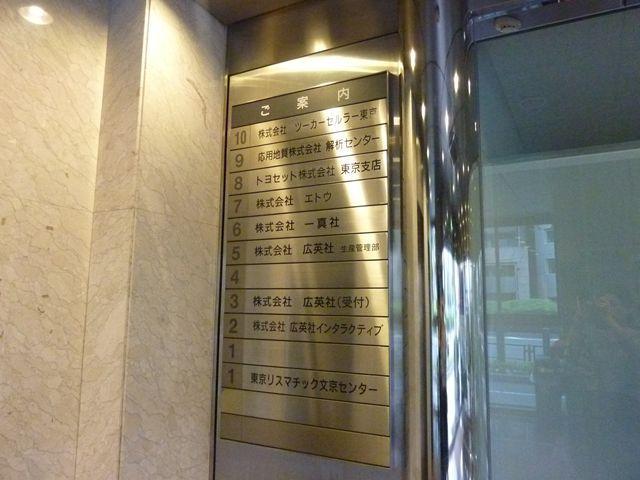 ご案内
10 株式会社 ツーカーセルラー東京
9 応用地質株式会社 解析センター
8 トヨセット株式会社 東京支店
7 株式会社 エトウ
6 株式会社 一真社
5 株式会社 広英社 生産管理部
4
3 株式会社 広英社(受付)
2 株式会社 広英社インタラクティブ
1
1 東京リスマチック文京センター